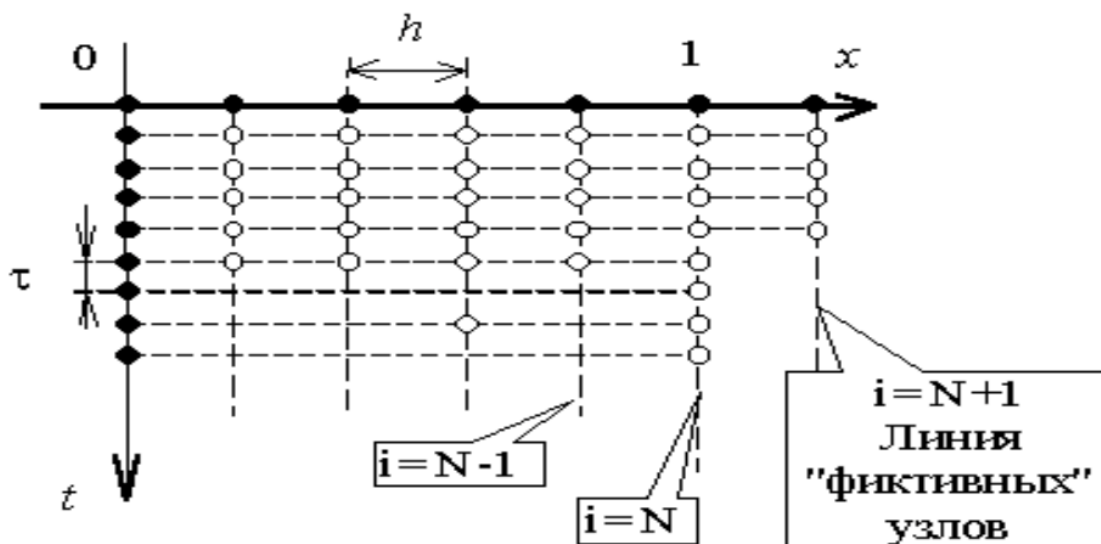 0
h
1
x
τ
t
i=N-1
i=N
i=N+1
Линия
"фиктивных"
узлов